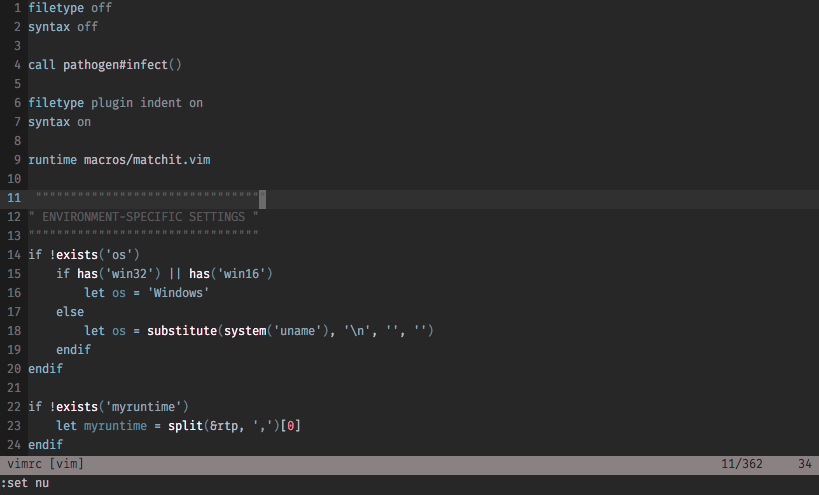 1 filetype off
2 syntax off
3
4 call pathogen#infect()
5
6 filetype plugin indent on
7 syntax on
8
9 runtime macros/matchit.vim
10
11  """"""""""""""""""""""""""""""""
12 " ENVIRONMENT-SPECIFIC SETTINGS "
13 """""""""""""""""""""""""""""""""
14 if !exists('os')
15     if has('win32') || has('win16')
16         let os = 'Windows'
17     else
18         let os = substitute(system('uname'), '\n', '', '')
19     endif
20 endif
21
22 if !exists('myruntime')
23     let myruntime = split(&rtp, ',')[0]
24 endif
vimrc [vim] 11/362 34
:set nu